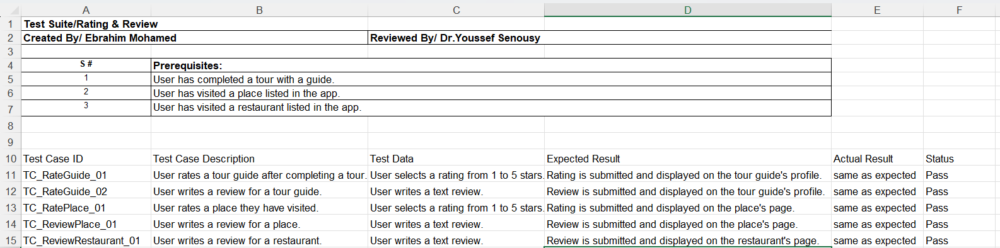 A B C D E F
1 Test Suite/Rating & Review
2 Created By/ Ebrahim Mohamed Reviewed By/ Dr.Youssef Senousy
3
4 S # Prerequisites:
5 1 User has completed a tour with a guide.
6 2 User has visited a place listed in the app.
7 3 User has visited a restaurant listed in the app.
8
9
10 Test Case ID Test Case Description Test Data Expected Result Actual Result Status
11 TC_RateGuide_01 User rates a tour guide after completing a tour. User selects a rating from 1 to 5 stars. Rating is submitted and displayed on the tour guide's profile. same as expected Pass
12 TC_RateGuide_02 User writes a review for a tour guide. User writes a text review. Review is submitted and displayed on the tour guide's profile. same as expected Pass
13 TC_RatePlace_01 User rates a place they have visited. User selects a rating from 1 to 5 stars. Rating is submitted and displayed on the place's page. same as expected Pass
14 TC_ReviewPlace_01 User writes a review for a place. User writes a text review. Review is submitted and displayed on the place's page. same as expected Pass
15 TC_ReviewRestaurant_01 User writes a review for a restaurant. User writes a text review. Review is submitted and displayed on the restaurant's page. same as expected Pass